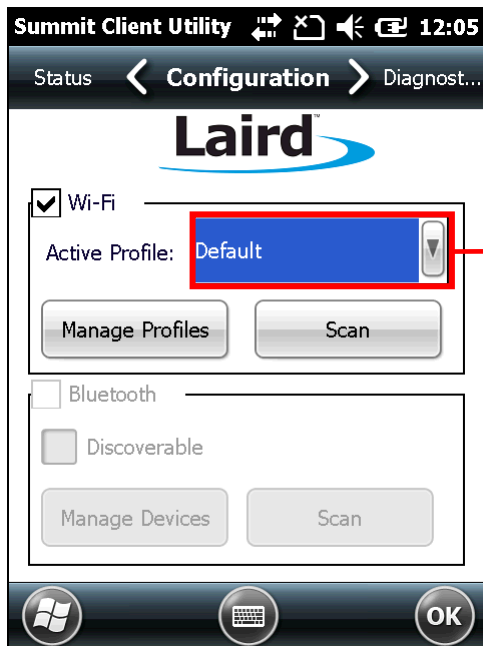 Summit Client Utility 12:05
Status Configuration Diagnost...
Laird™
Wi-Fi
Active Profile: Default
Manage Profiles Scan
Bluetooth
Discoverable
Manage Devices Scan
OK